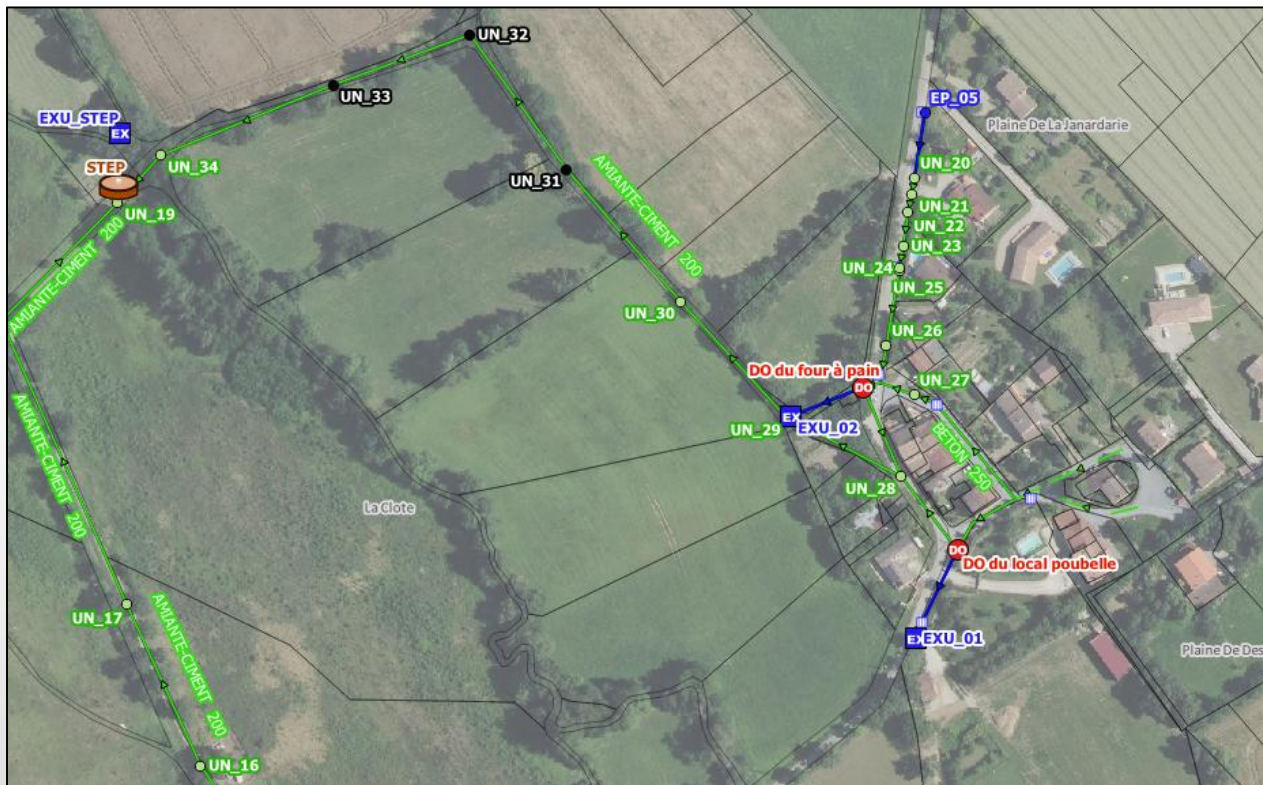 UN_32
UN_33
EP_05
EXU_STEP
EX
Plaine De La Janardarie
UN_34
STEP
UN_31
UN_20
UN_19
UN_21
AMIANTE-CIMENT 200
UN_22
UN_23
AMIANTE-CIMENT 200
UN_24
UN_25
UN_30
UN_26
DO du four à pain
DO
UN_27
EX
EXU_02
UN_29
AMIANTE-CIMENT 200
BETON 250
UN_28
La Clote
DO
DO du local poubelle
UN_17
AMIANTE-CIMENT 200
EX
EXU_01
Plaine De Des
UN_16